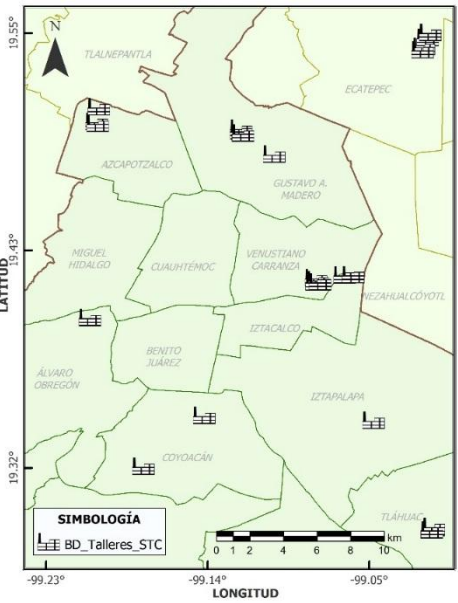 19.55°
N
TLALNEPANTLA
ECATEPEC
AZCAPOTZALCO
GUSTAVO A.
MADERO
19.43°
LATITUD
MIGUEL
HIDALGO
CUAUHTÉMOC
VENUSTIANO
CARRANZA
NEZAHUALCÓYOTL
IZTACALCO
BENITO
JUÁREZ
ÁLVARO
OBREGÓN
IZTAPALAPA
19.32°
COYOACÁN
TLÁHUAC
SIMBOLOGÍA
BD_Talleres_STC
km
0 1 2 4 6 8 10
-99.23° -99.14° -99.05°
LONGITUD